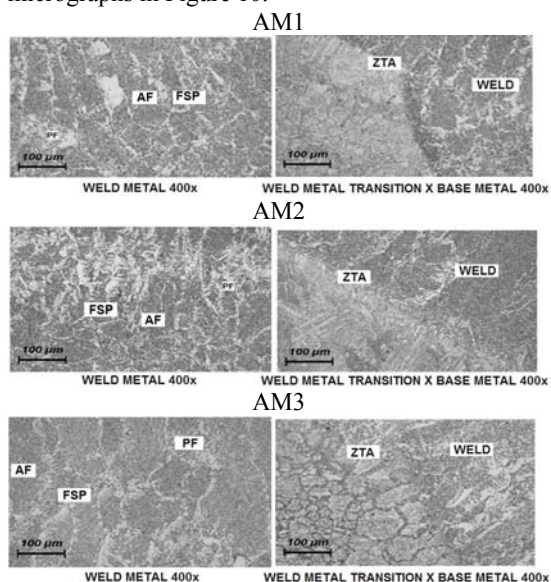 micrographs in Figure 10.
AM1
ZTA
WELD
AF FSP
PF
100 µm 100 µm
WELD METAL 400x WELD METAL TRANSITION X BASE METAL 400x
AM2
PF
ZTA WELD
FSP AF
100 µm 100 µm
WELD METAL 400x WELD METAL TRANSITION X BASE METAL 400x
AM3
PF
ZTA WELD
AF
FSP
100 µm 100 µm
WELD METAL 400x WELD METAL TRANSITION X BASE METAL 400x